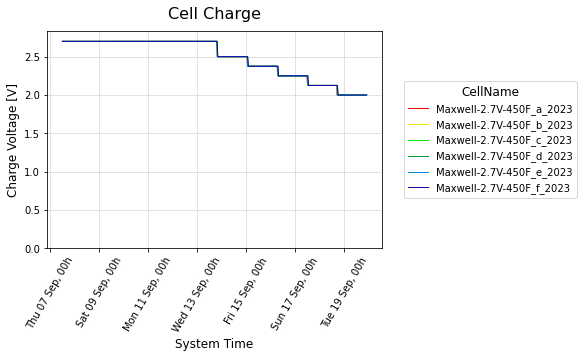 Cell Charge
Charge Voltage [V]
2.5
2.0
1.5
1.0
0.5
0.0
Thu 07 Sep, 00h
Sat 09 Sep, 00h
Mon 11 Sep, 00h
Wed 13 Sep, 00h
Fri 15 Sep, 00h
Sun 17 Sep, 00h
Tue 19 Sep, 00h
System Time
CellName
Maxwell-2.7V-450F_a_2023
Maxwell-2.7V-450F_b_2023
Maxwell-2.7V-450F_c_2023
Maxwell-2.7V-450F_d_2023
Maxwell-2.7V-450F_e_2023
Maxwell-2.7V-450F_f_2023